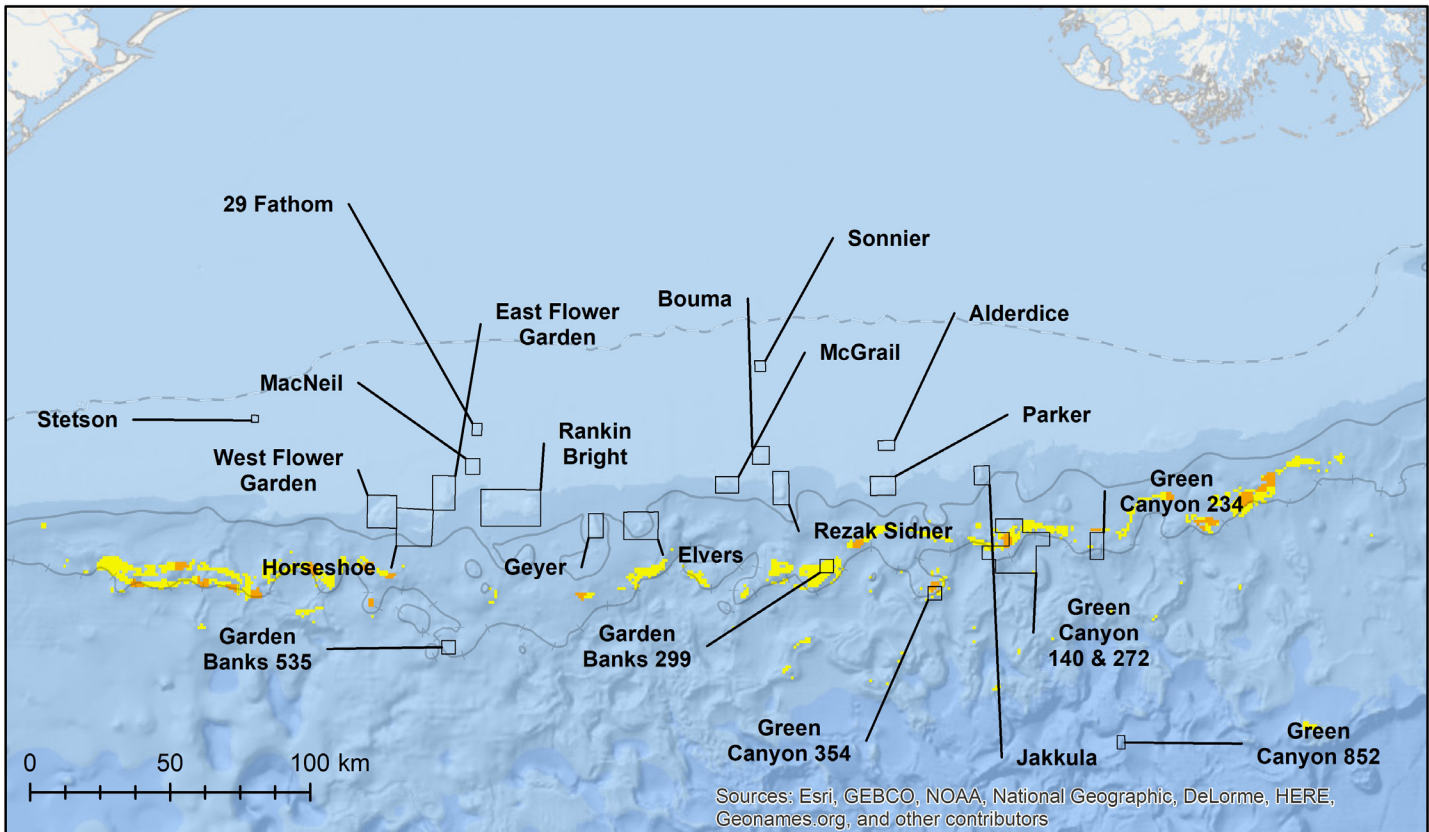 29 Fathom
Sonnier
Bouma
East Flower
Garden
Alderdice
McGrail
MacNeil
Stetson
Parker
Rankin
Bright
West Flower
Garden
Green
Canyon 234
Rezak Sidner
Horseshoe
Geyer
Elvers
Garden
Banks 535
Garden
Banks 299
Green
Canyon
140 & 272
Green
Canyon 354
Jakkula
Green
Canyon 852
0 50 100 km
Sources: Esri, GEBCO, NOAA, National Geographic, DeLorme, HERE,
Geonames.org, and other contributors